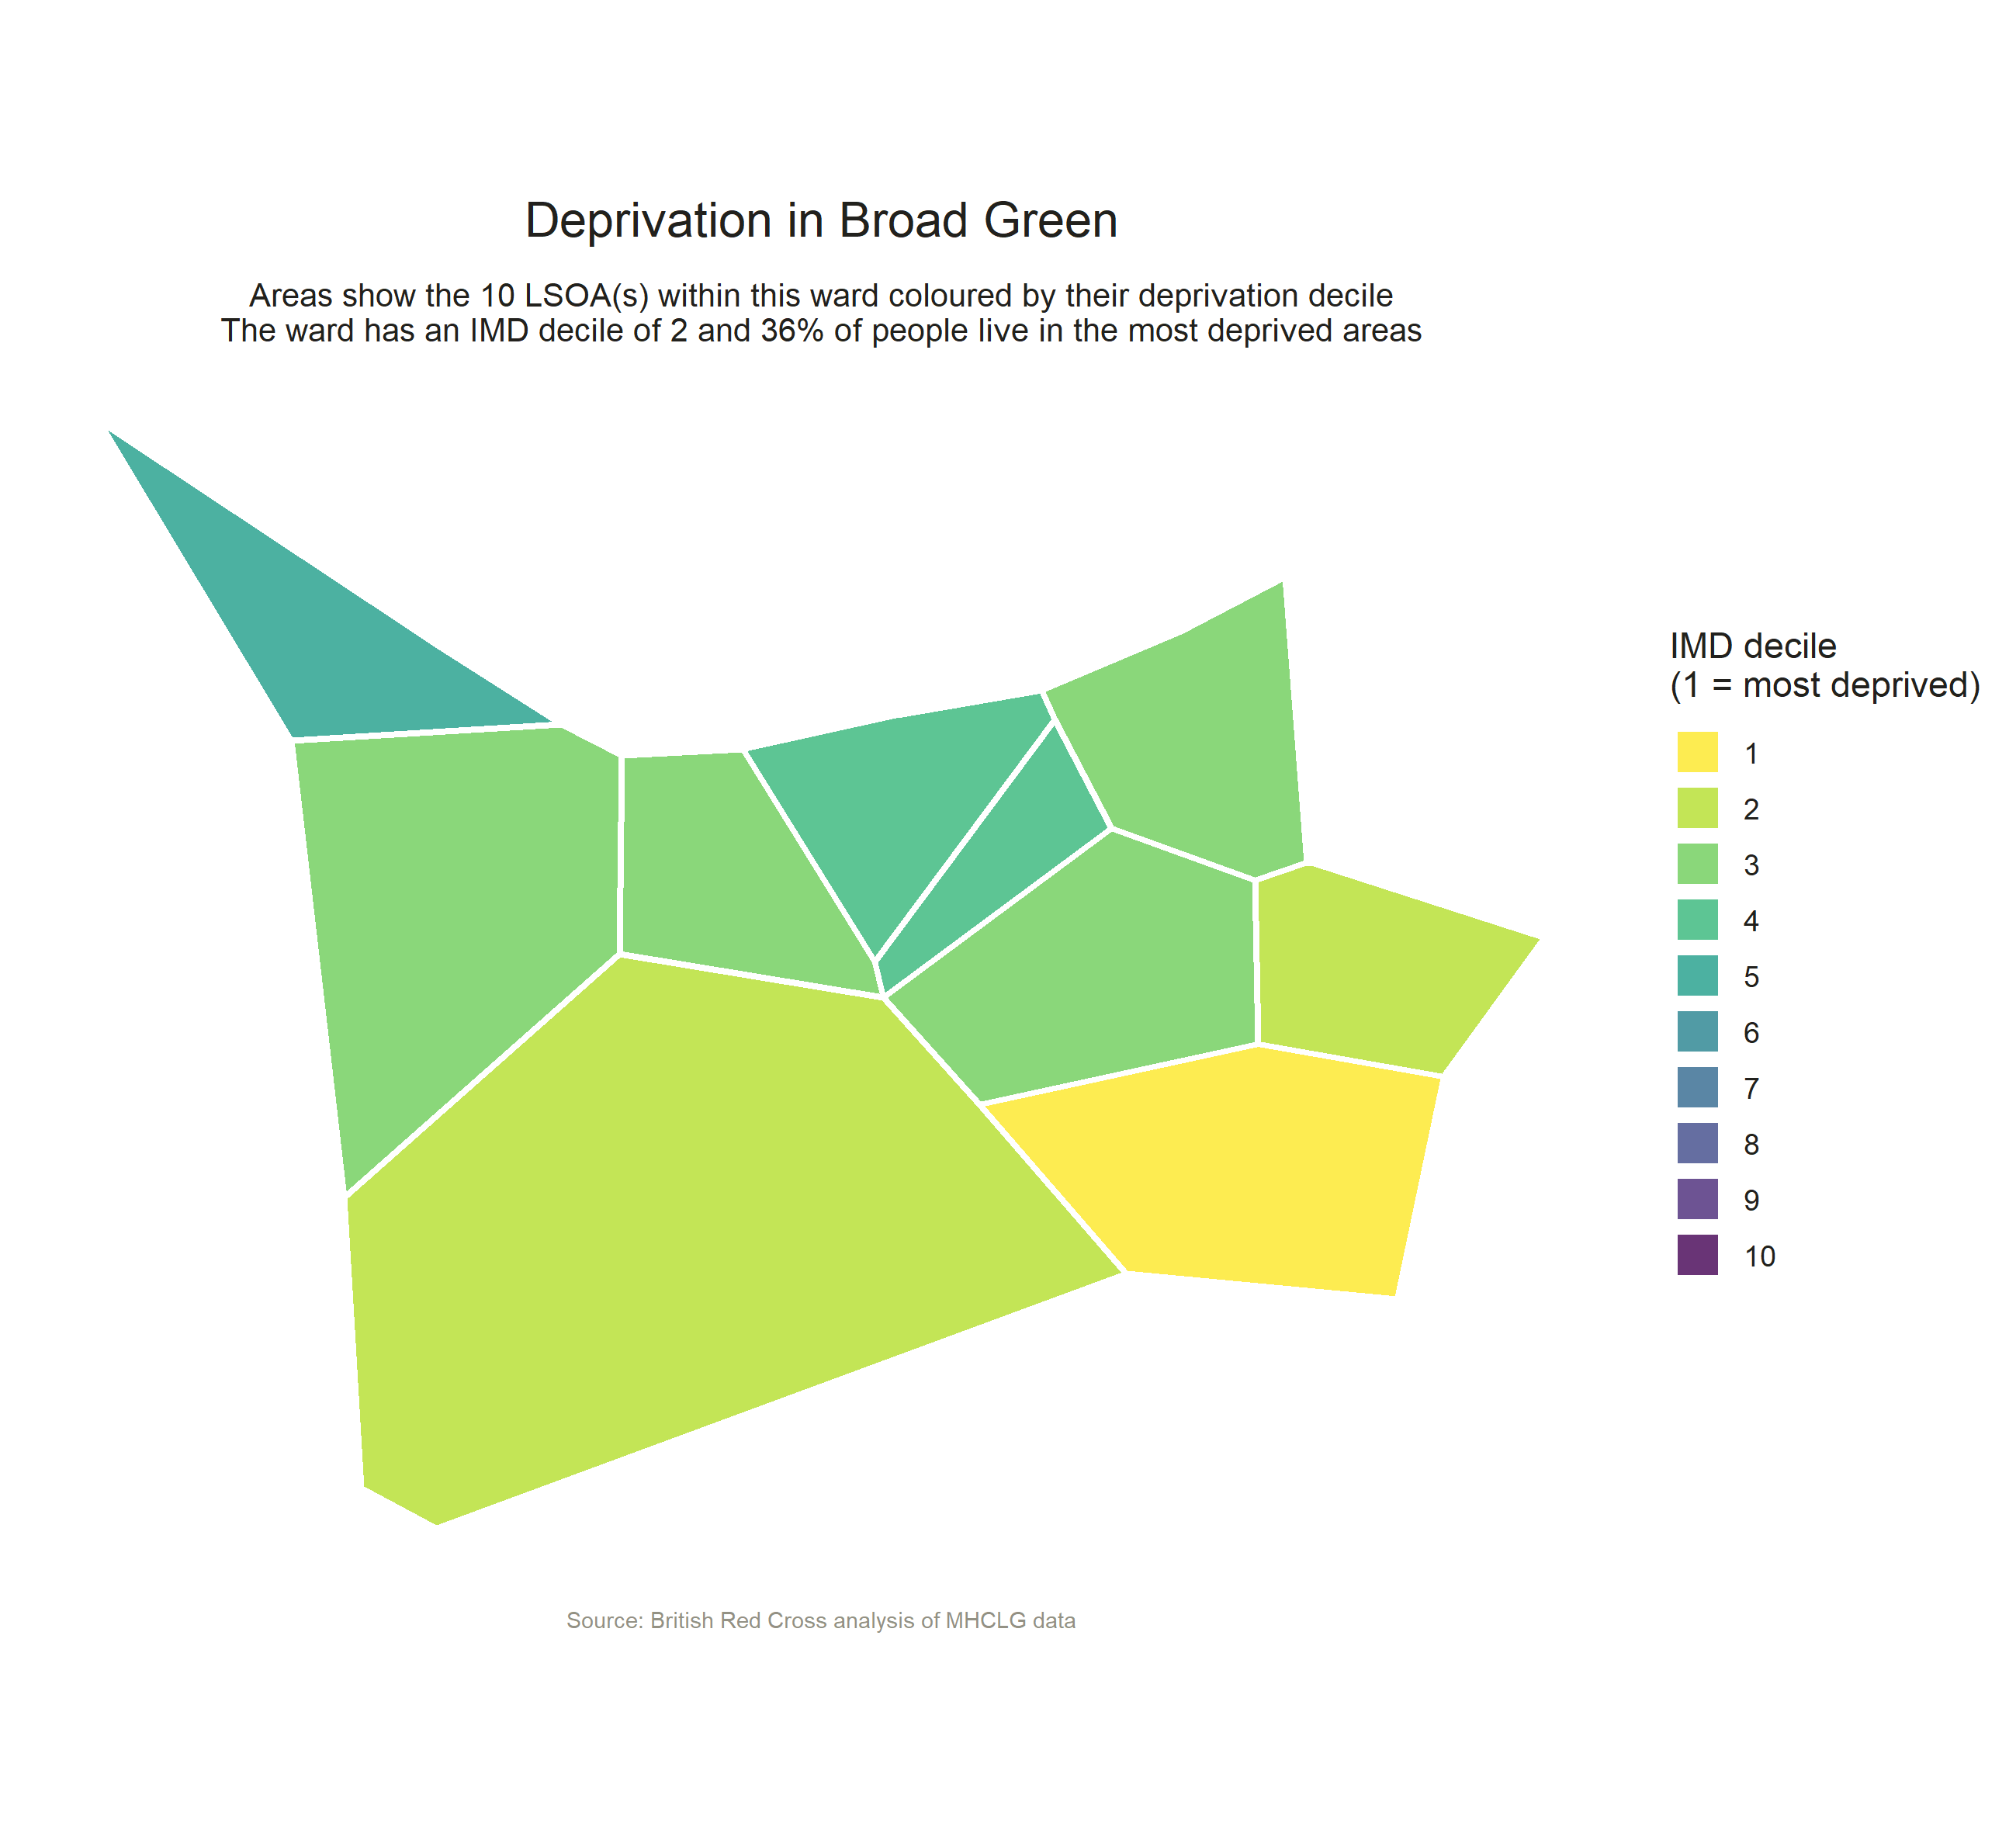 Deprivation in Broad Green
Areas show the 10 LSOA(s) within this ward coloured by their deprivation decile
The ward has an IMD decile of 2 and 36% of people live in the most deprived areas
IMD decile
(1 = most deprived)
1
2
3
4
5
6
7
8
9
10
Source: British Red Cross analysis of MHCLG data